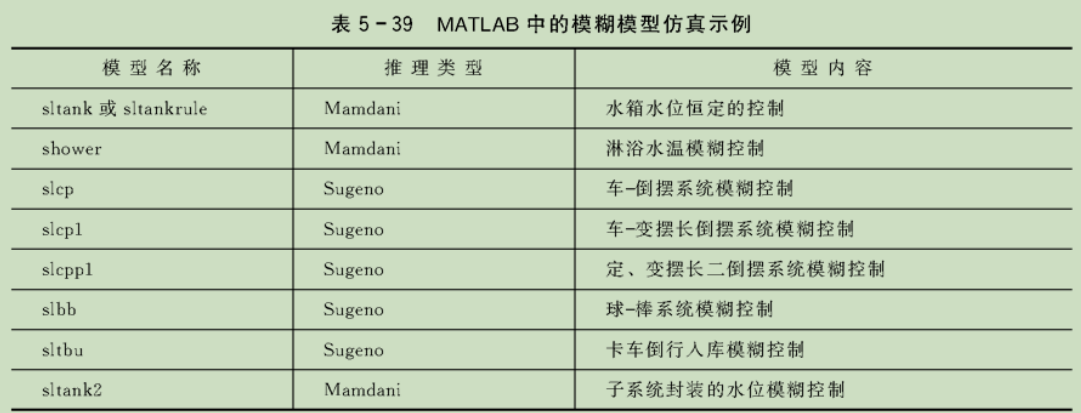 表 5-39 MATLAB 中的模糊模型仿真示例
模型名称 推理类型 模型内容
sltank 或 sltankrule Mamdani 水箱水位恒定的控制
shower Mamdani 淋浴水温模糊控制
slcp Sugeno 车-倒摆系统模糊控制
slcp1 Sugeno 车-变摆长倒摆系统模糊控制
slcpp1 Sugeno 定、变摆长二倒摆系统模糊控制
slbb Sugeno 球-棒系统模糊控制
sltbu Sugeno 卡车倒行入库模糊控制
sltank2 Mamdani 子系统封装的水位模糊控制